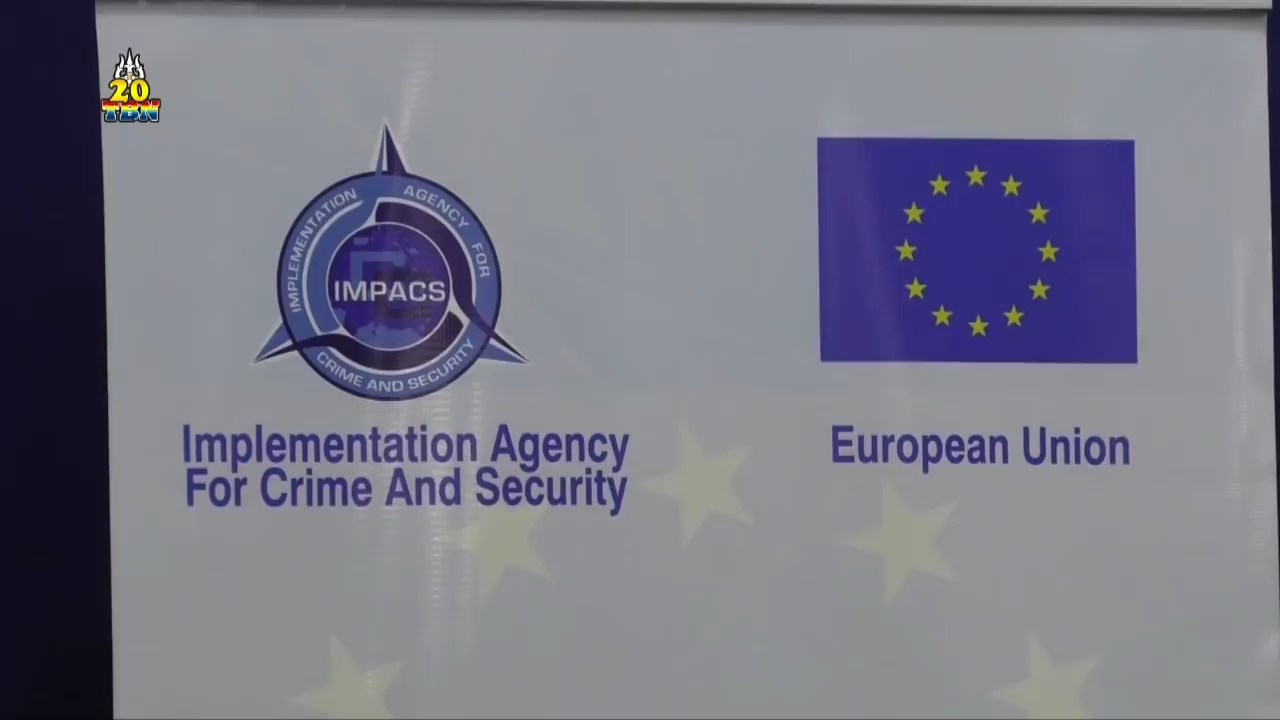 20
TBN
IMPLEMENTATION AGENCY FOR
IMPACS
CRIME AND SECURITY
Implementation Agency
For Crime And Security
European Union